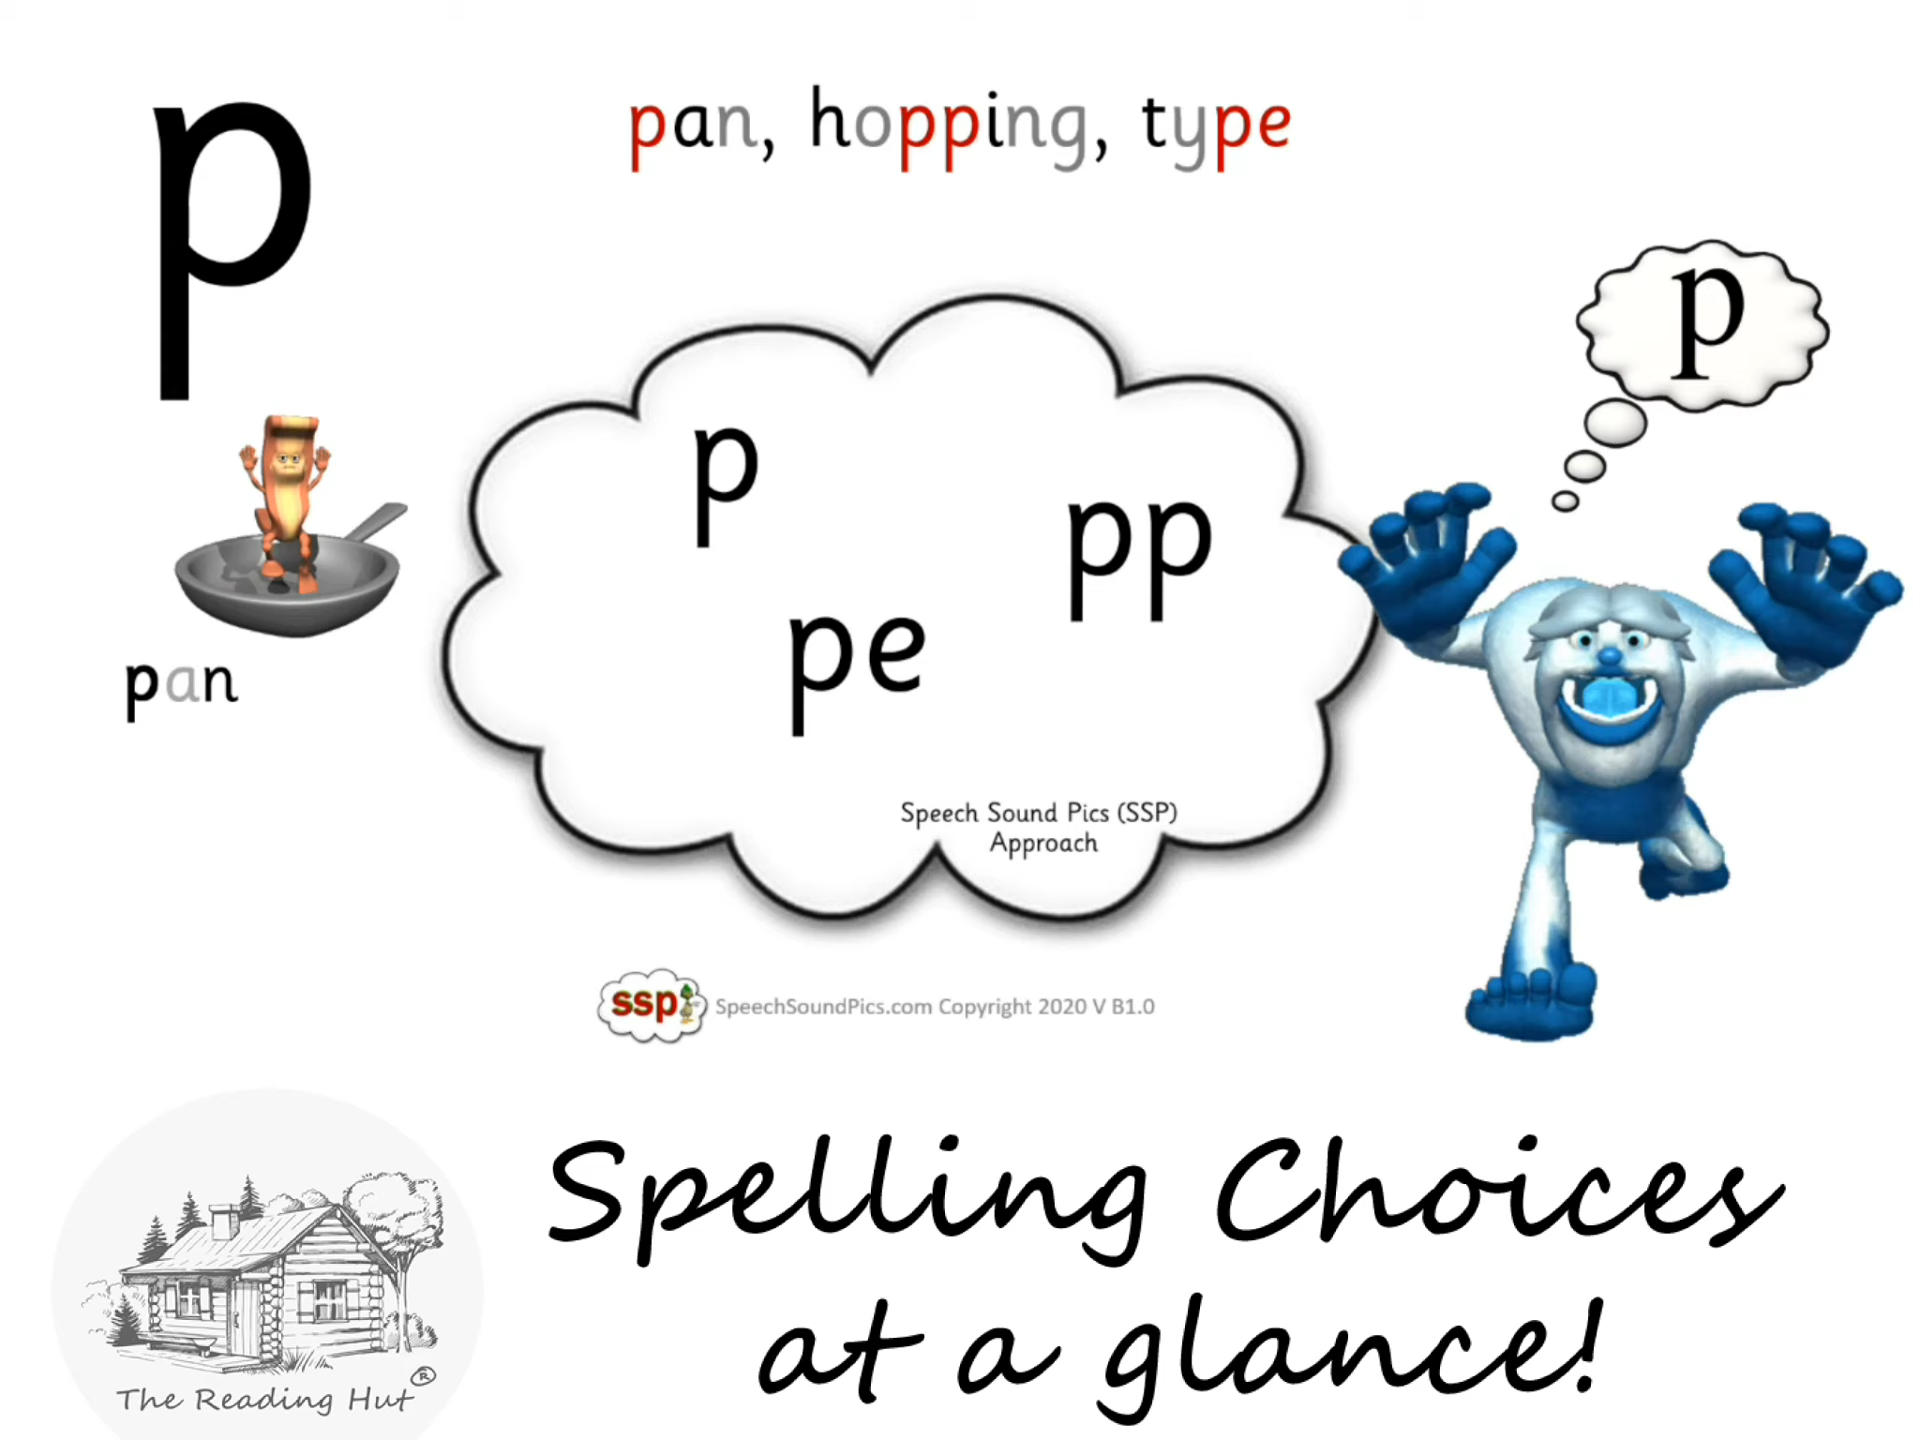 p
pan, hopping, type
p
p
pp
pe
pan
Speech Sound Pics (SSP)
Approach
ssp SpeechSoundPics.com Copyright 2020 V B1.0
Spelling Choices
at a glance!
The Reading Hut®